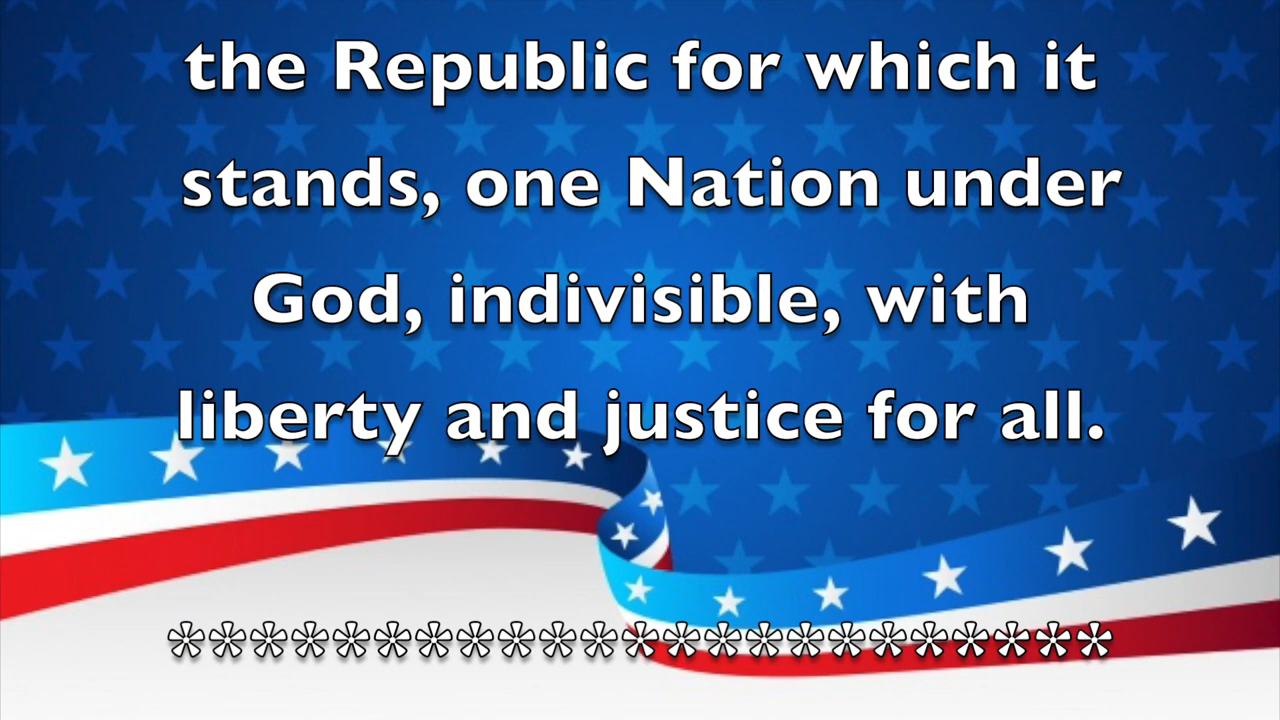 the Republic for which it
stands, one Nation under
God, indivisible, with
liberty and justice for all.
***********************